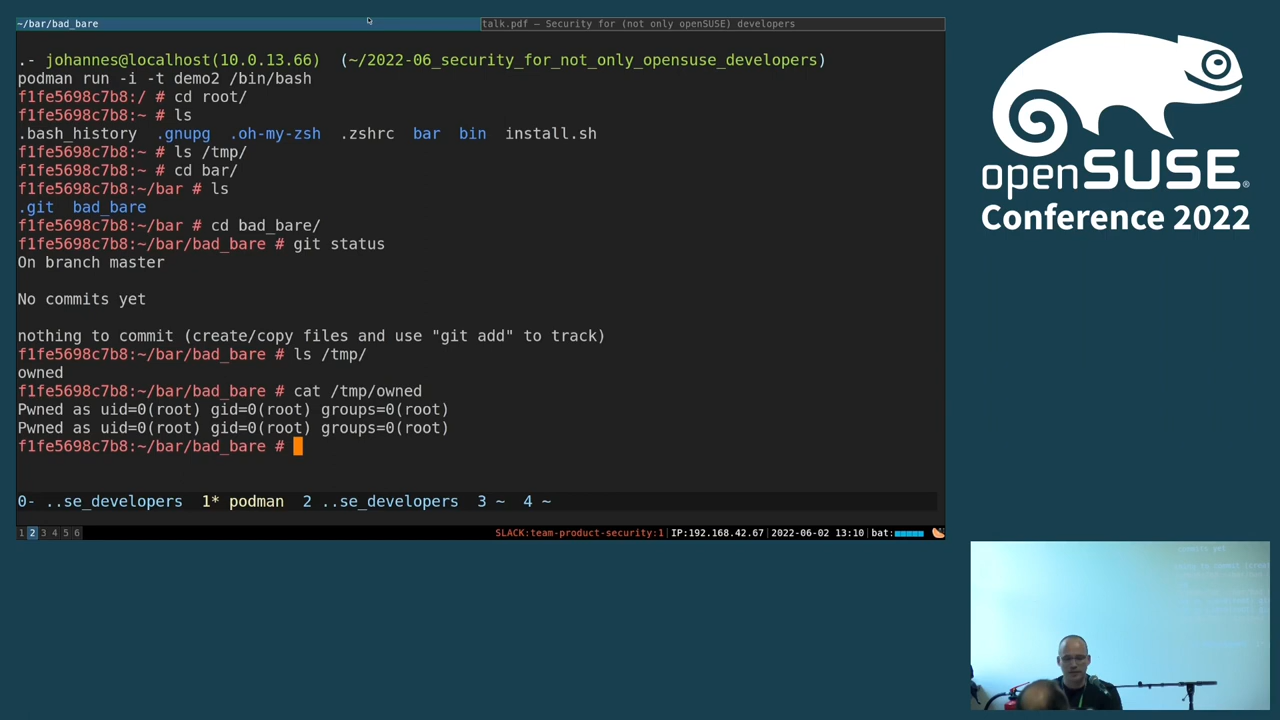 ~/bar/bad_bare
talk.pdf — Security for (not only openSUSE) developers
.- johannes@localhost(10.0.13.66)  (~/2022-06_security_for_not_only_opensuse_developers)
podman run -i -t demo2 /bin/bash
f1fe5698c7b8:/ # cd root/
f1fe5698c7b8:~ # ls
.bash_history  .gnupg  .oh-my-zsh  .zshrc  bar  bin  install.sh
f1fe5698c7b8:~ # ls /tmp/
f1fe5698c7b8:~ # cd bar/
f1fe5698c7b8:~/bar # ls
.git  bad_bare
f1fe5698c7b8:~/bar # cd bad_bare/
f1fe5698c7b8:~/bar/bad_bare # git status
On branch master
No commits yet
nothing to commit (create/copy files and use "git add" to track)
f1fe5698c7b8:~/bar/bad_bare # ls /tmp/
owned
f1fe5698c7b8:~/bar/bad_bare # cat /tmp/owned
Pwned as uid=0(root) gid=0(root) groups=0(root)
Pwned as uid=0(root) gid=0(root) groups=0(root)
f1fe5698c7b8:~/bar/bad_bare #
0- ..se_developers  1* podman  2 ..se_developers  3 ~  4 ~
1 2 3 4 5 6
SLACK:team-product-security:1|IP:192.168.42.67|2022-06-02 13:10|bat:
openSUSE®
Conference 2022